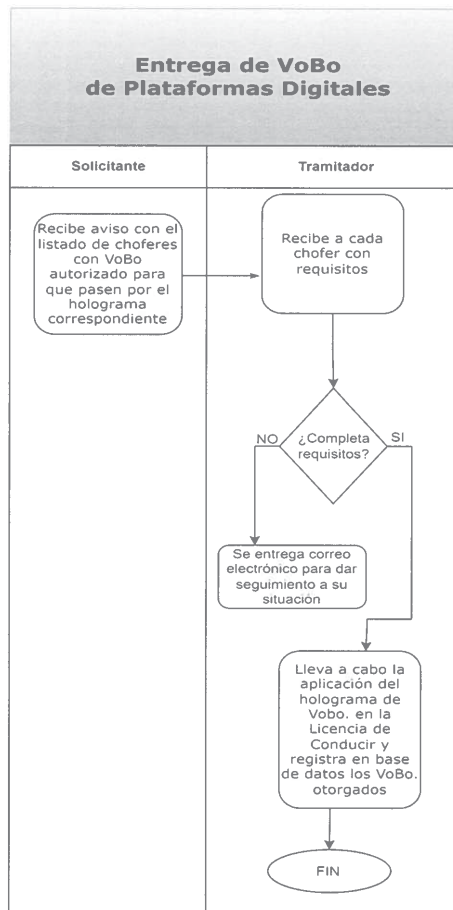 Entrega de VoBo
de Plataformas Digitales
Solicitante
Tramitador
Recibe aviso con el
listado de choferes
con VoBo
autorizado para
que pasen por el
holograma
correspondiente
Recibe a cada
chofer con
requisitos
NO
¿Completa
requisitos?
SI
Se entrega correo
electrónico para dar
seguimiento a su
situación
Lleva a cabo la
aplicación del
holograma de
Vobo. en la
Licencia de
Conducir y
registra en base
de datos los VoBo.
otorgados
FIN